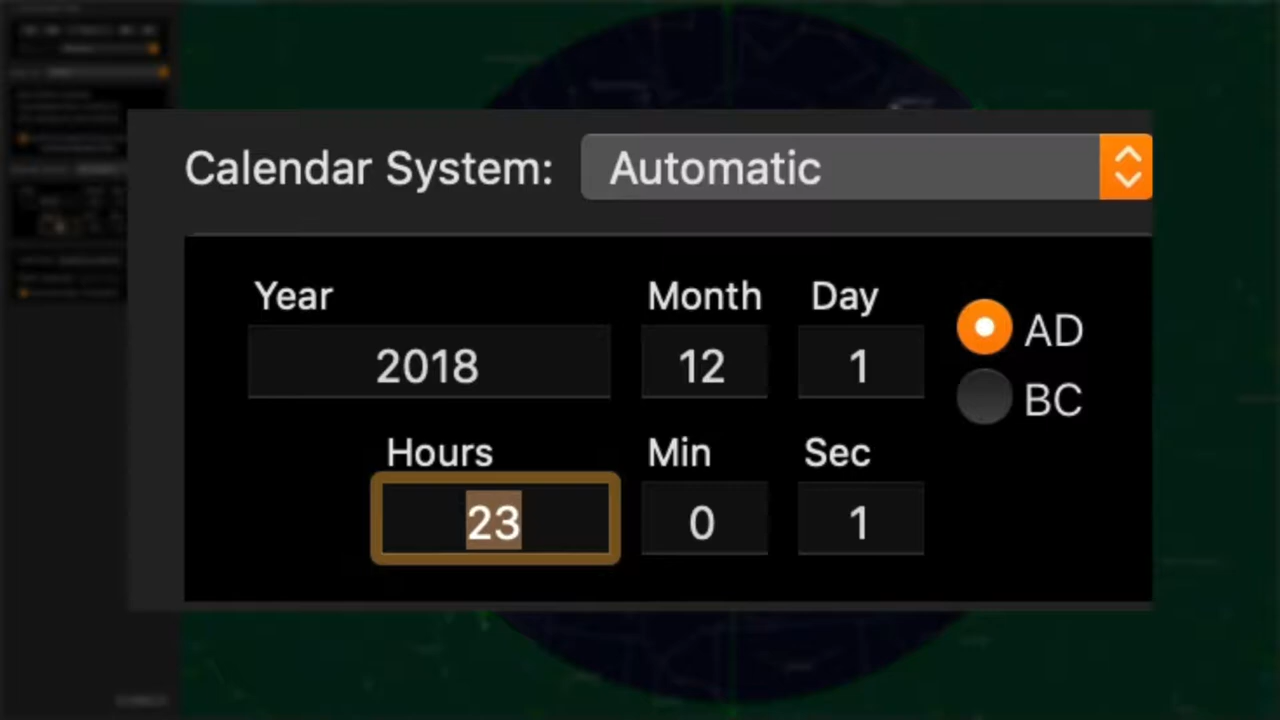 Calendar System: Automatic
Year Month Day
2018 12 1
AD
BC
Hours Min Sec
23 0 1